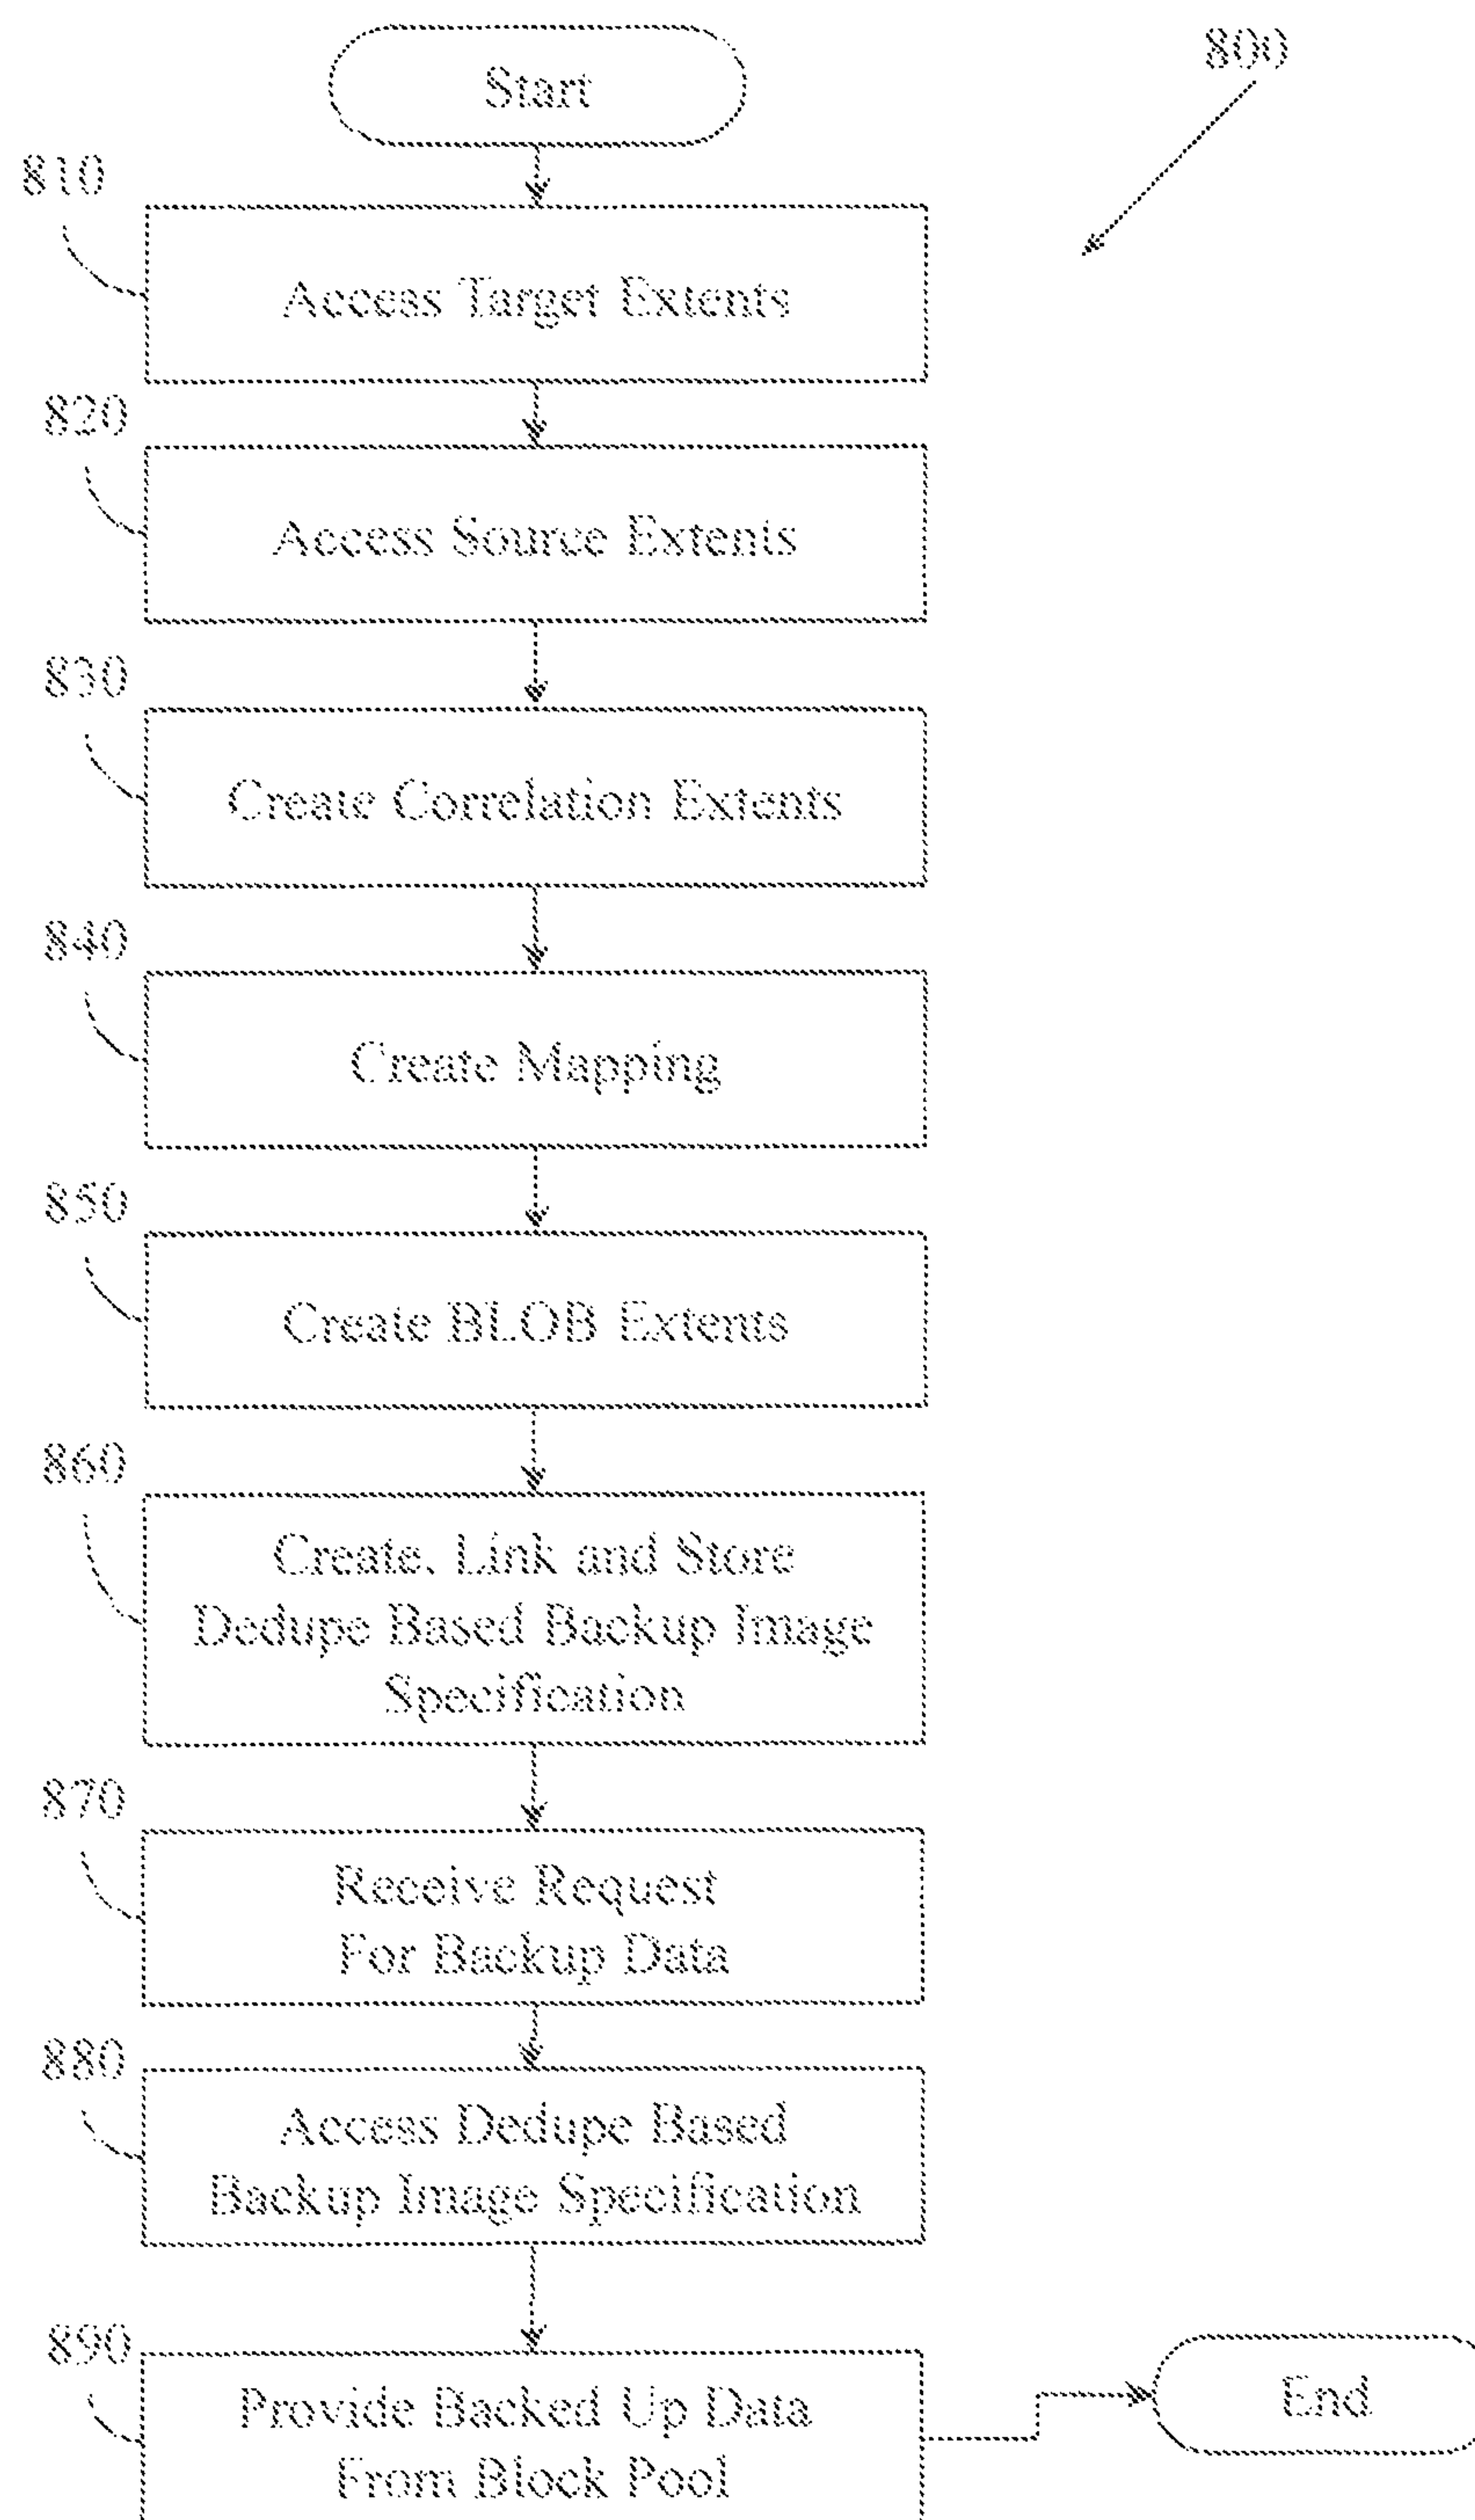 Start
800
810
Access Target Extents
820
Access Source Extents
830
Create Correlation Extents
840
Create Mapping
850
Create BLOB Extents
860
Create, Link and Store
Dedupe Based Backup Image
Specification
870
Receive Request
For Backup Data
880
Access Dedupe Based
Backup Image Specification
890
Provide Backed Up Data
From Block Pool
End